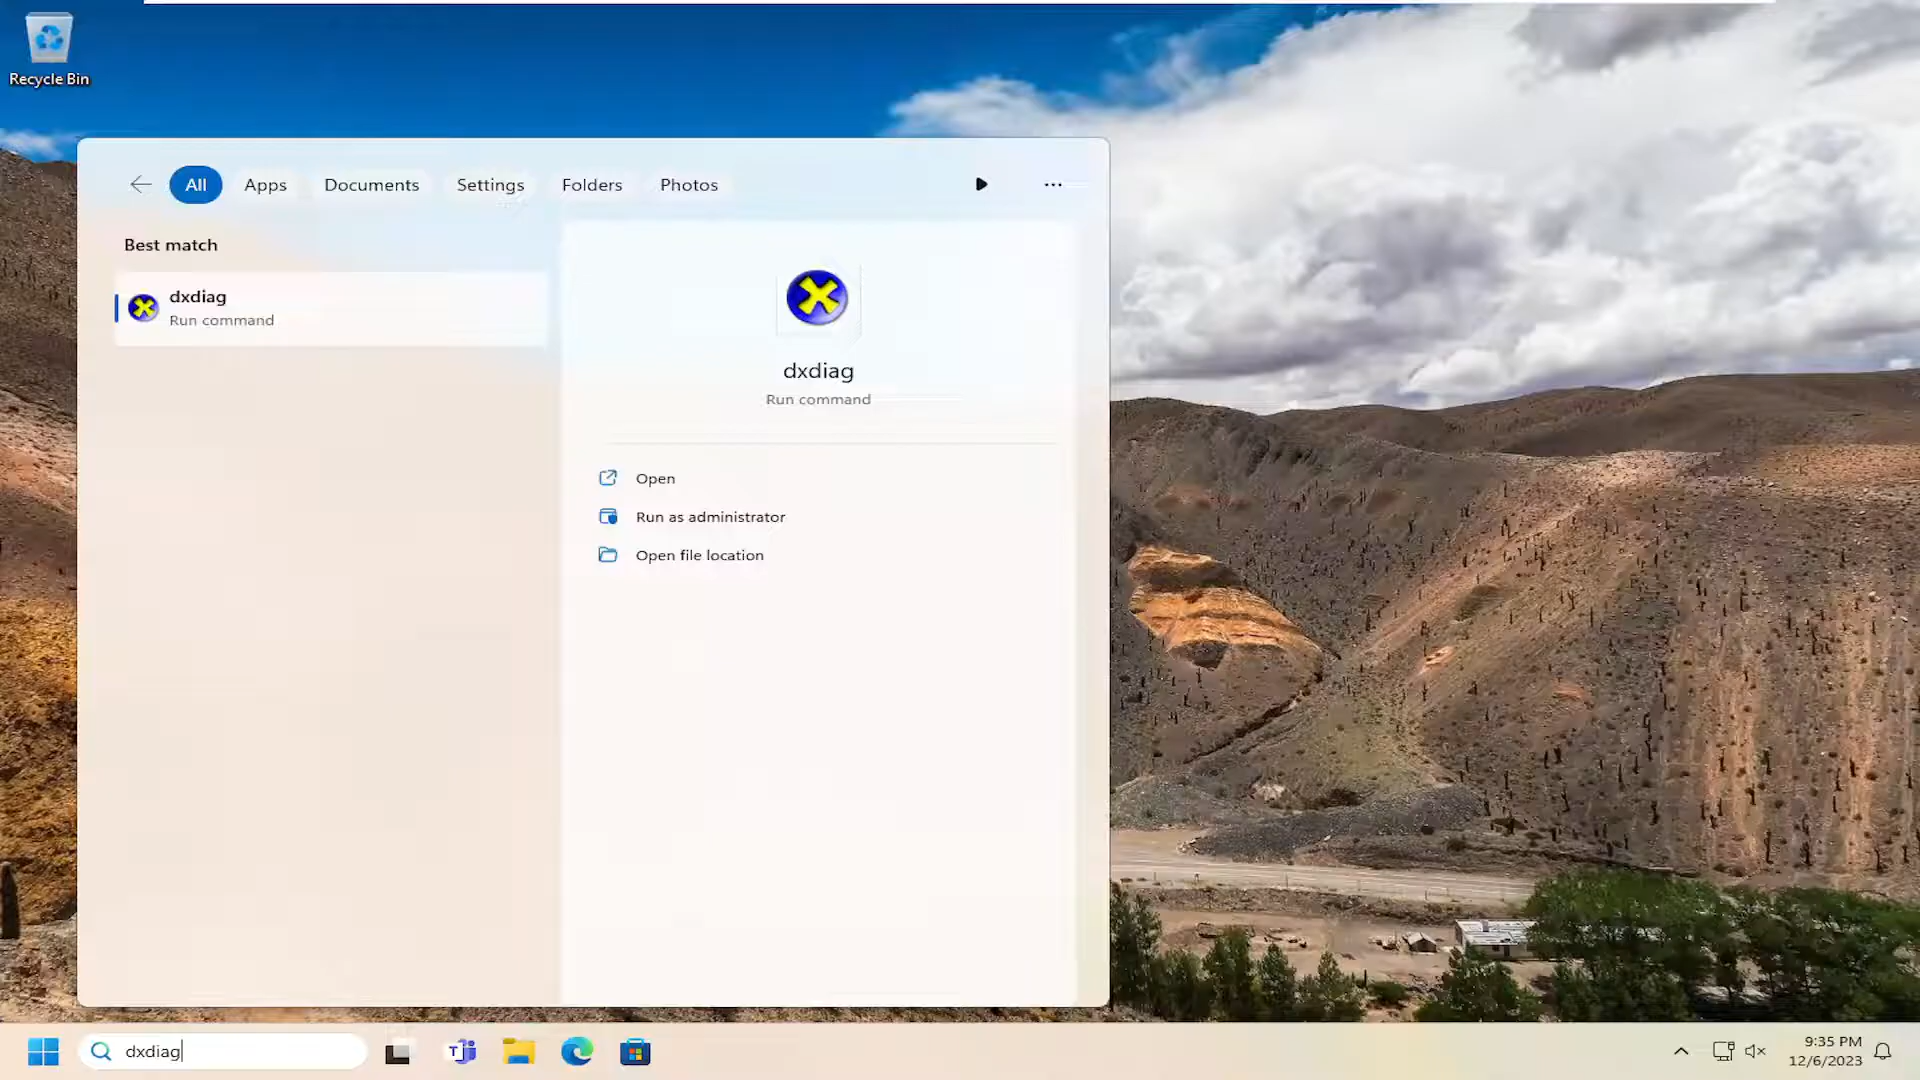 Recycle Bin
All Apps Documents Settings Folders Photos
Best match
dxdiag
Run command
dxdiag
Run command
Open
Run as administrator
Open file location
dxdiag
9:35 PM
12/6/2023